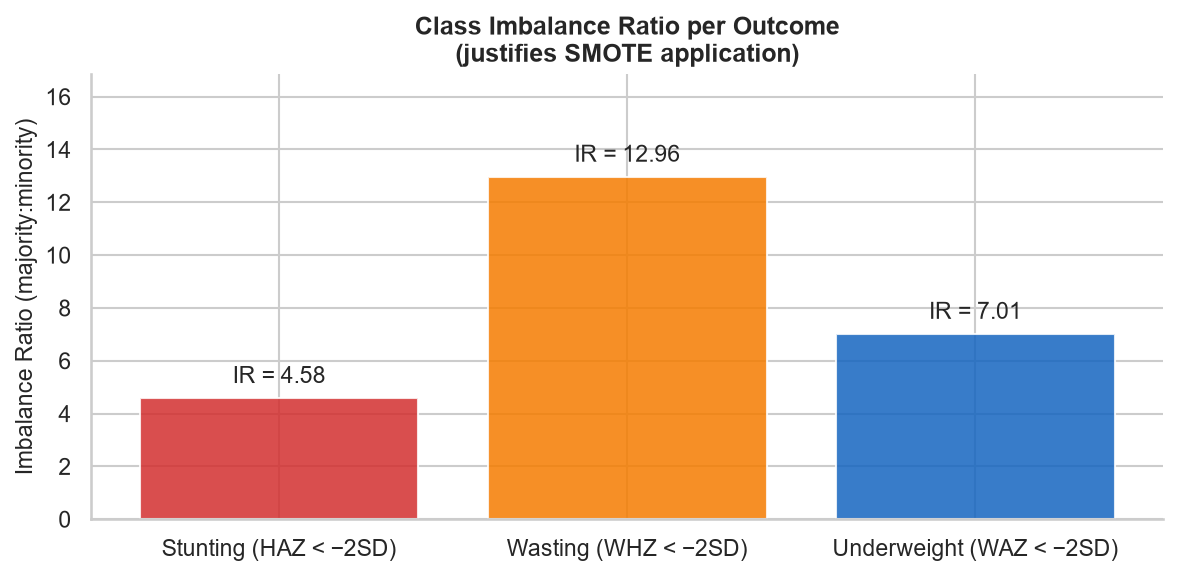 Class Imbalance Ratio per Outcome
(justifies SMOTE application)
Imbalance Ratio (majority:minority)
16
14
12
10
8
6
4
2
0
IR = 4.58
IR = 12.96
IR = 7.01
Stunting (HAZ < −2SD)
Wasting (WHZ < −2SD)
Underweight (WAZ < −2SD)